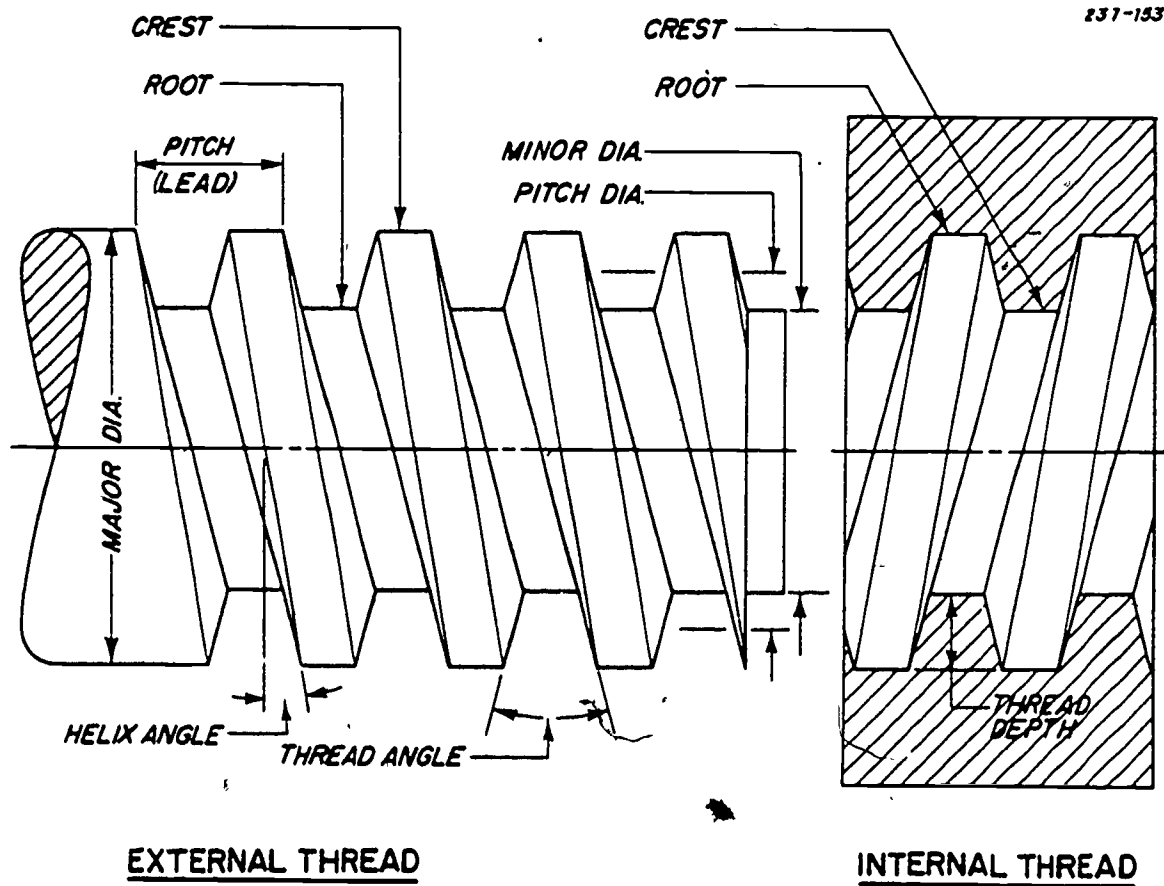 237-153
CREST
ROOT
PITCH
(LEAD)
MINOR DIA.
PITCH DIA.
MAJOR DIA.
HELIX ANGLE
THREAD ANGLE
EXTERNAL THREAD
CREST
ROOT
THREAD
DEPTH
INTERNAL THREAD